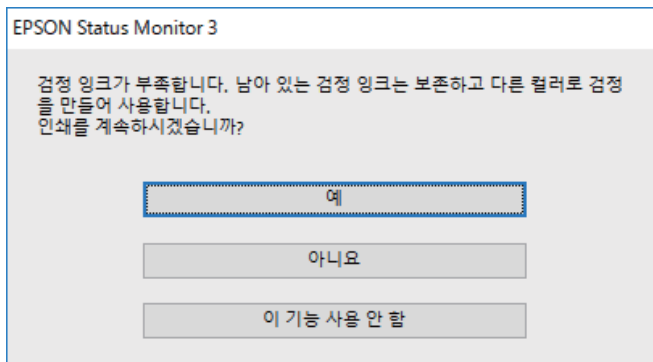 EPSON Status Monitor 3
검정 잉크가 부족합니다. 남아 있는 검정 잉크는 보존하고 다른 컬러로 검정
을 만들어 사용합니다.
인쇄를 계속하시겠습니까?
예
아니요
이 기능 사용 안 함